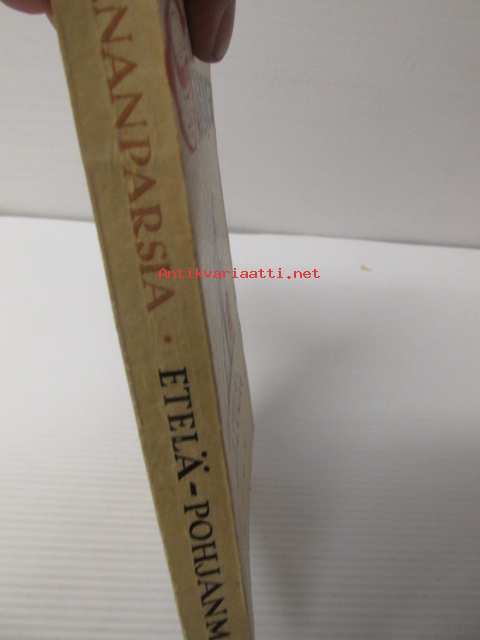 NANPARSIA · ETELÄ-POHJANM
Antikvariaatti.net